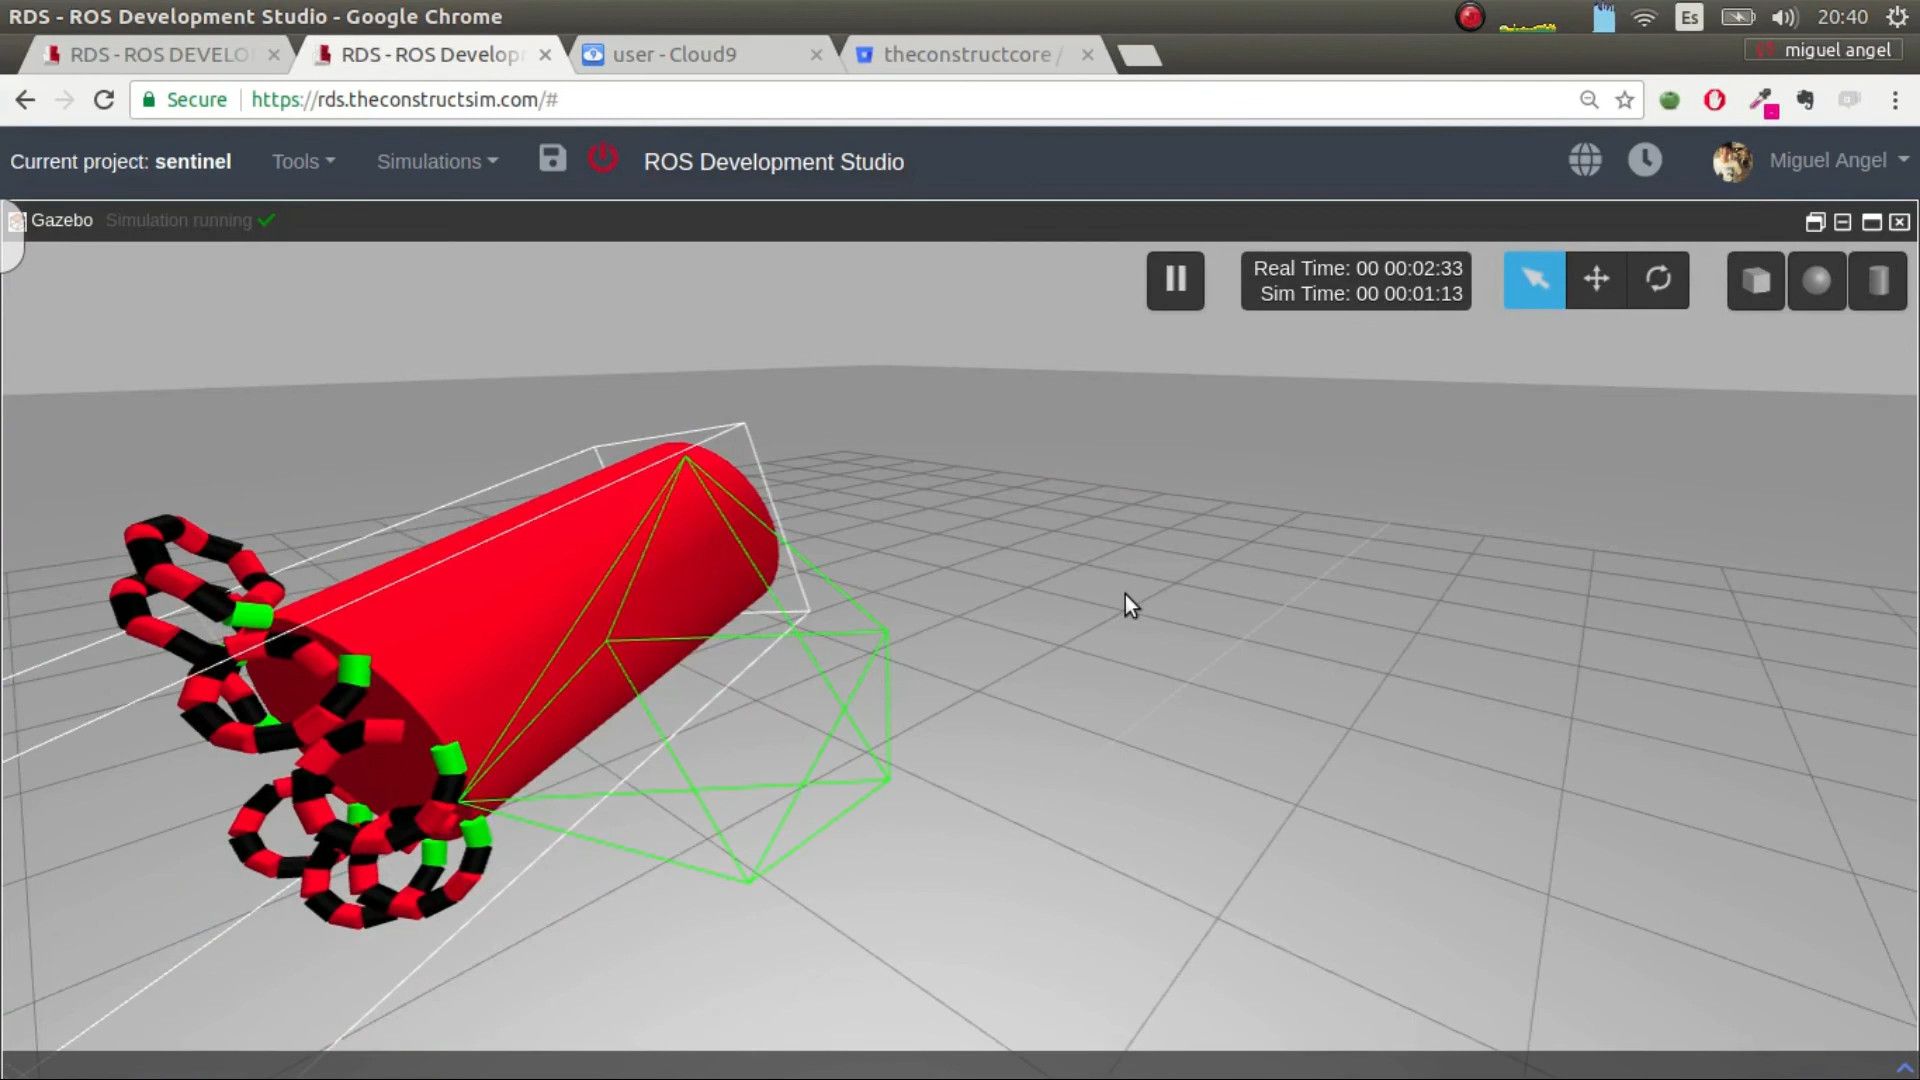 RDS - ROS Development Studio - Google Chrome
Es
20:40
RDS - ROS DEVELO
RDS - ROS Develop
user - Cloud9
theconstructcore /
miguel angel
Secure
https://rds.theconstructsim.com/#
Current project: sentinel
Tools
Simulations
ROS Development Studio
Miguel Angel
Gazebo
Simulation running
Real Time: 00 00:02:33
Sim Time: 00 00:01:13